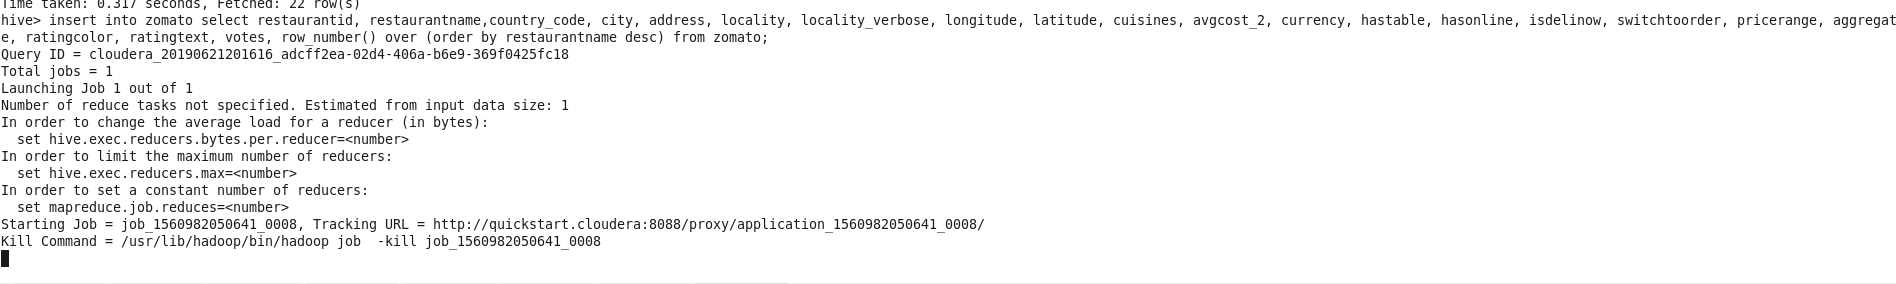 Time taken: 0.317 seconds, Fetched: 22 row(s)
hive> insert into zomato select restaurantid, restaurantname,country_code, city, address, locality, locality_verbose, longitude, latitude, cuisines, avgcost_2, currency, hastable, hasonline, isdelinow, switchtoorder, pricerange, aggregat
e, ratingcolor, ratingtext, votes, row_number() over (order by restaurantname desc) from zomato;
Query ID = cloudera_20190621201616_adcff2ea-02d4-406a-b6e9-369f0425fc18
Total jobs = 1
Launching Job 1 out of 1
Number of reduce tasks not specified. Estimated from input data size: 1
In order to change the average load for a reducer (in bytes):
  set hive.exec.reducers.bytes.per.reducer=<number>
In order to limit the maximum number of reducers:
  set hive.exec.reducers.max=<number>
In order to set a constant number of reducers:
  set mapreduce.job.reduces=<number>
Starting Job = job_1560982050641_0008, Tracking URL = http://quickstart.cloudera:8088/proxy/application_1560982050641_0008/
Kill Command = /usr/lib/hadoop/bin/hadoop job  -kill job_1560982050641_0008